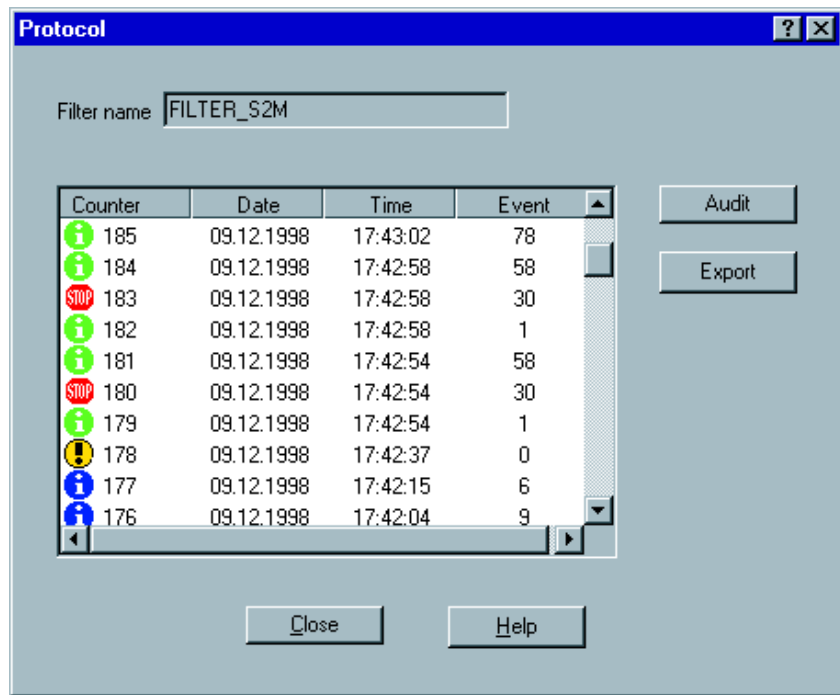 Protocol
Filter name FILTER_S2M
Counter Date Time Event
185 09.12.1998 17:43:02 78
184 09.12.1998 17:42:58 58
STOP 183 09.12.1998 17:42:58 30
182 09.12.1998 17:42:58 1
181 09.12.1998 17:42:54 58
STOP 180 09.12.1998 17:42:54 30
179 09.12.1998 17:42:54 1
178 09.12.1998 17:42:37 0
177 09.12.1998 17:42:15 6
176 09.12.1998 17:42:04 9
Audit
Export
Close Help